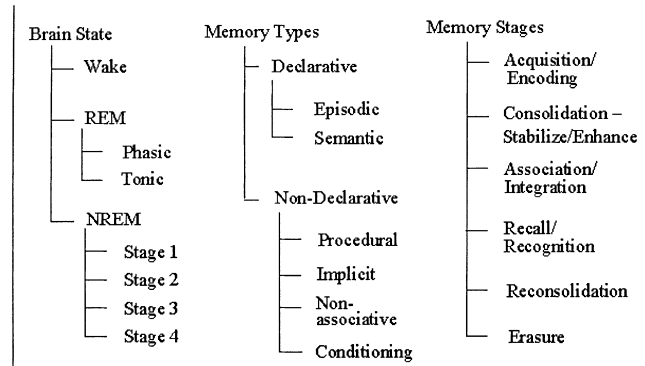 Brain State
Wake
REM
Phasic
Tonic
NREM
Stage 1
Stage 2
Stage 3
Stage 4
Memory Types
Declarative
Episodic
Semantic
Non-Declarative
Procedural
Implicit
Non-
associative
Conditioning
Memory Stages
Acquisition/
Encoding
Consolidation –
Stabilize/Enhance
Association/
Integration
Recall/
Recognition
Reconsolidation
Erasure